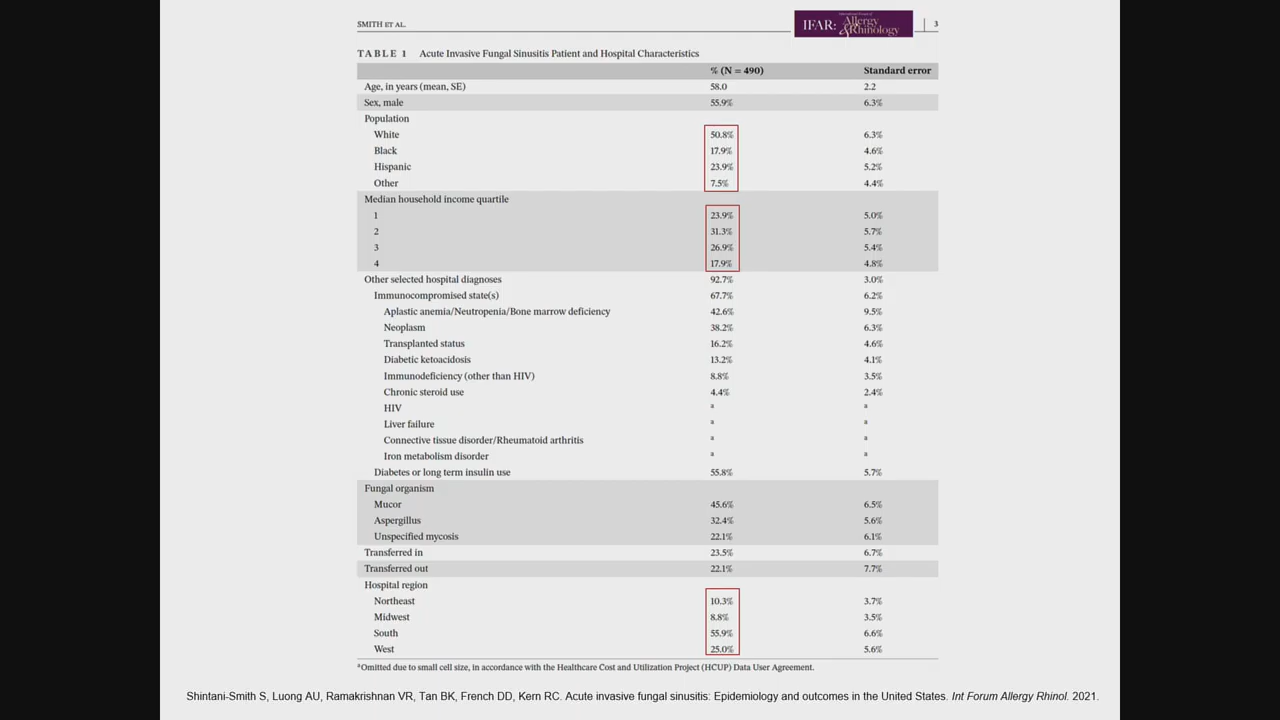 SMITH ET AL.
International Forum of
IFAR: Allergy
&Rhinology
3
TABLE 1 Acute Invasive Fungal Sinusitis Patient and Hospital Characteristics
% (N = 490) Standard error
Age, in years (mean, SE) 58.0 2.2
Sex, male 55.9% 6.3%
Population
White 50.8% 6.3%
Black 17.9% 4.6%
Hispanic 23.9% 5.2%
Other 7.5% 4.4%
Median household income quartile
1 23.9% 5.0%
2 31.3% 5.7%
3 26.9% 5.4%
4 17.9% 4.8%
Other selected hospital diagnoses 92.7% 3.0%
Immunocompromised state(s) 67.7% 6.2%
Aplastic anemia/Neutropenia/Bone marrow deficiency 42.6% 9.5%
Neoplasm 38.2% 6.3%
Transplanted status 16.2% 4.6%
Diabetic ketoacidosis 13.2% 4.1%
Immunodeficiency (other than HIV) 8.8% 3.5%
Chronic steroid use 4.4% 2.4%
HIV a a
Liver failure a a
Connective tissue disorder/Rheumatoid arthritis a a
Iron metabolism disorder a a
Diabetes or long term insulin use 55.8% 5.7%
Fungal organism
Mucor 45.6% 6.5%
Aspergillus 32.4% 5.6%
Unspecified mycosis 22.1% 6.1%
Transferred in 23.5% 6.7%
Transferred out 22.1% 7.7%
Hospital region
Northeast 10.3% 3.7%
Midwest 8.8% 3.5%
South 55.9% 6.6%
West 25.0% 5.6%
aOmitted due to small cell size, in accordance with the Healthcare Cost and Utilization Project (HCUP) Data User Agreement.
Shintani-Smith S, Luong AU, Ramakrishnan VR, Tan BK, French DD, Kern RC. Acute invasive fungal sinusitis: Epidemiology and outcomes in the United States. Int Forum Allergy Rhinol. 2021.